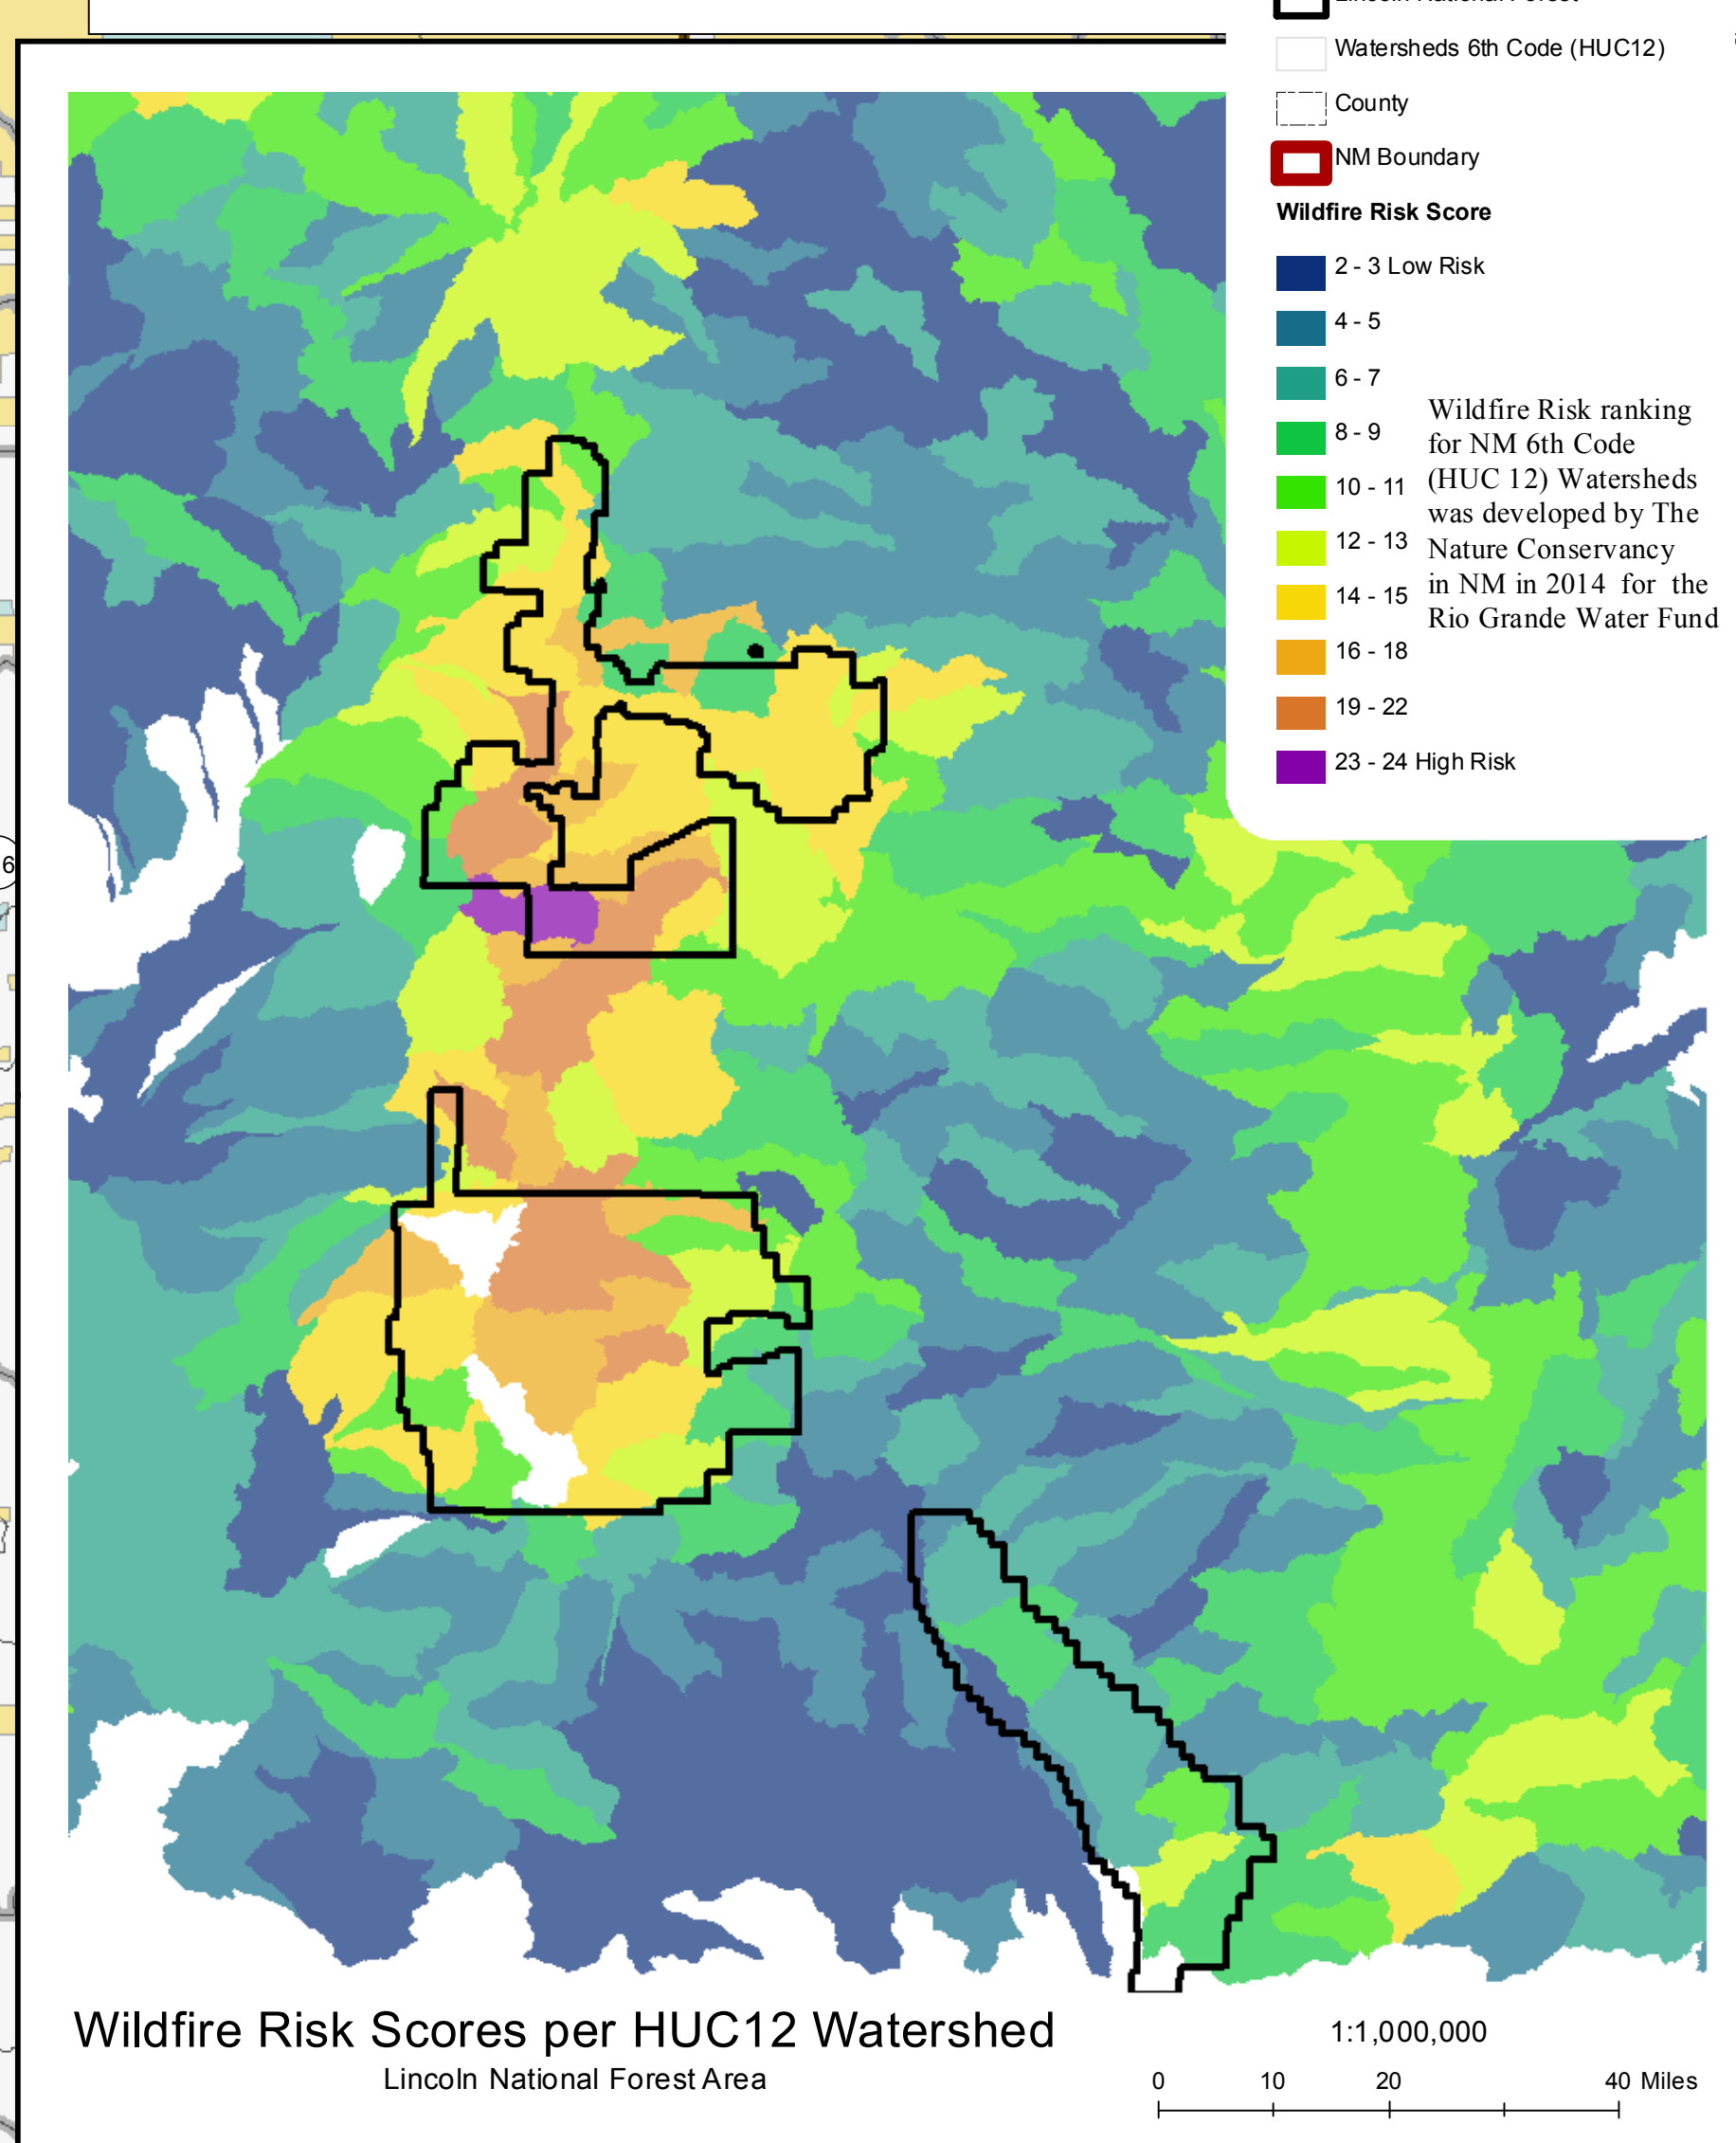 Lincoln National Forest
Watersheds 6th Code (HUC12)
County
NM Boundary
Wildfire Risk Score
2 - 3 Low Risk
4 - 5
6 - 7
8 - 9
10 - 11
12 - 13
14 - 15
16 - 18
19 - 22
23 - 24 High Risk
Wildfire Risk ranking
for NM 6th Code
(HUC 12) Watersheds
was developed by The
Nature Conservancy
in NM in 2014 for the
Rio Grande Water Fund
6
Wildfire Risk Scores per HUC12 Watershed
Lincoln National Forest Area
1:1,000,000
0 10 20 40 Miles